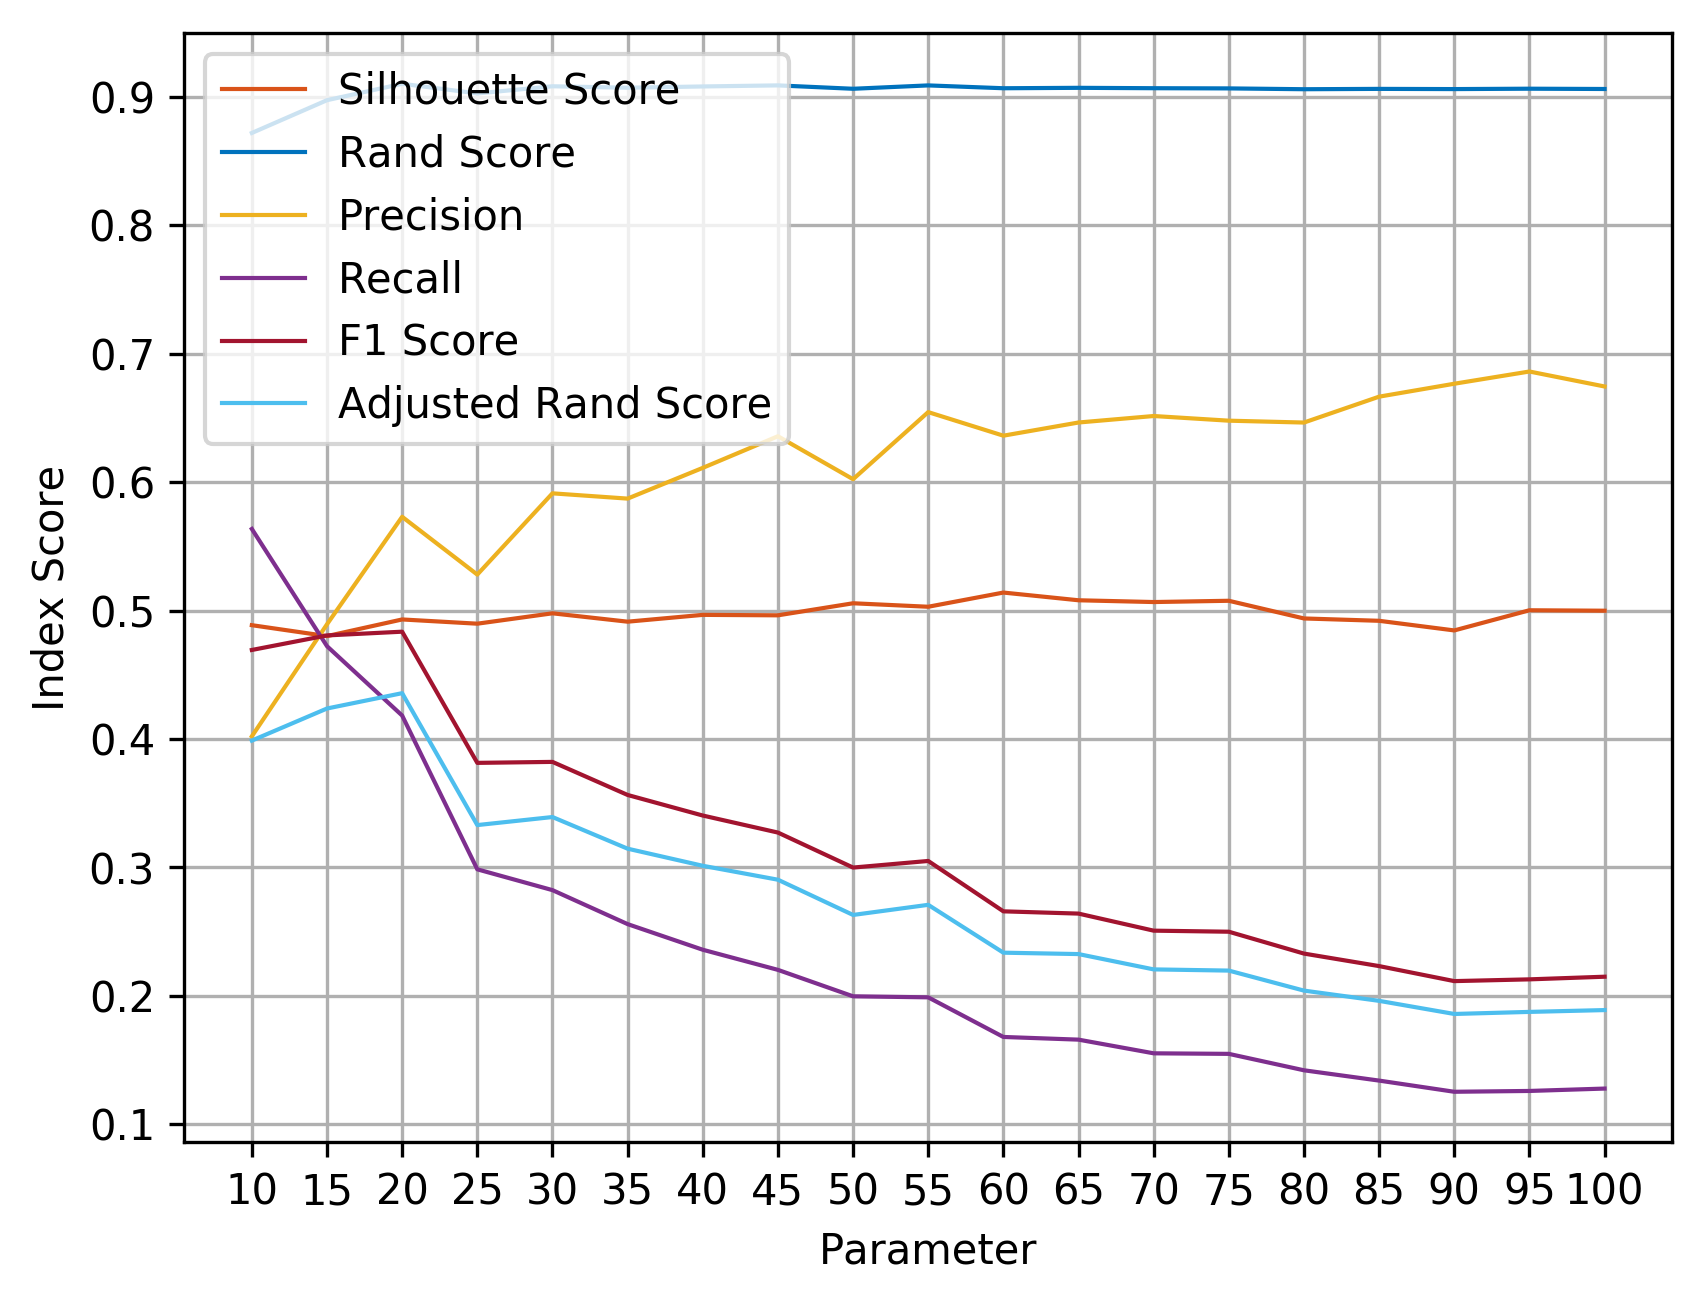 Silhouette Score
Rand Score
Precision
Recall
F1 Score
Adjusted Rand Score
Index Score
0.9
0.8
0.7
0.6
0.5
0.4
0.3
0.2
0.1
10 15 20 25 30 35 40 45 50 55 60 65 70 75 80 85 90 95 100
Parameter